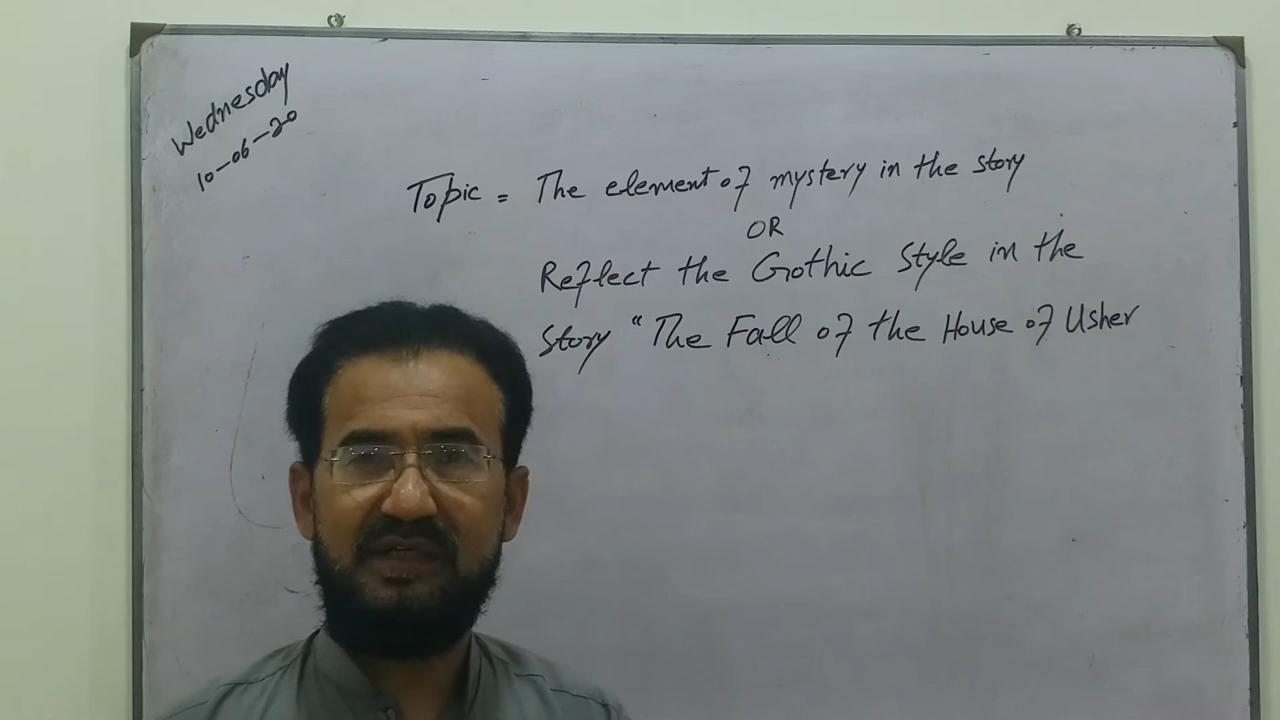 Wednesday
10-06-20
Topic = The element of mystery in the story
OR
Reflect the Gothic Style in the
Story "The Fall of the House of Usher